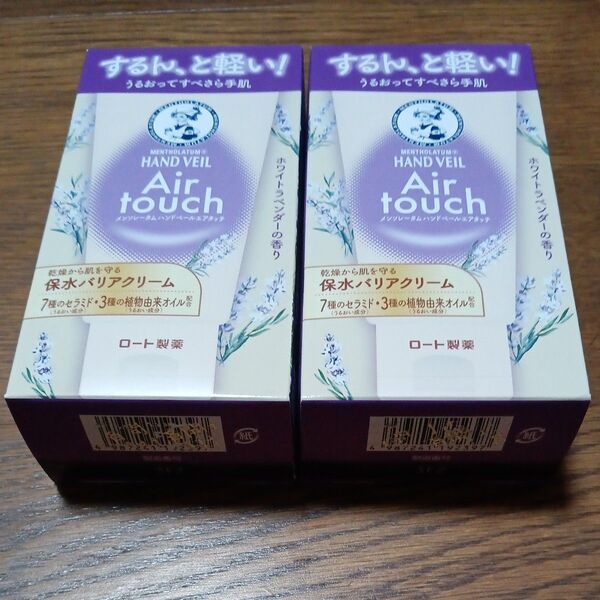 するん、と軽い!
うるおってすべさら手肌
MENTHOLATUM®
HAND VEIL
Air
touch
メンソレータム ハンドベールエアタッチ
ホワイトラベンダーの香り
乾燥から肌を守る
保水バリアクリーム
7種のセラミド・3種の植物由来オイル配合
(うるおい成分) (うるおい成分)
ロート製薬
紙
製造番号
するん、と軽い!
うるおってすべさら手肌
MENTHOLATUM®
HAND VEIL
Air
touch
メンソレータム ハンドベールエアタッチ
ホワイトラベンダーの香り
乾燥から肌を守る
保水バリアクリーム
7種のセラミド・3種の植物由来オイル配合
(うるおい成分) (うるおい成分)
ロート製薬
紙
製造番号